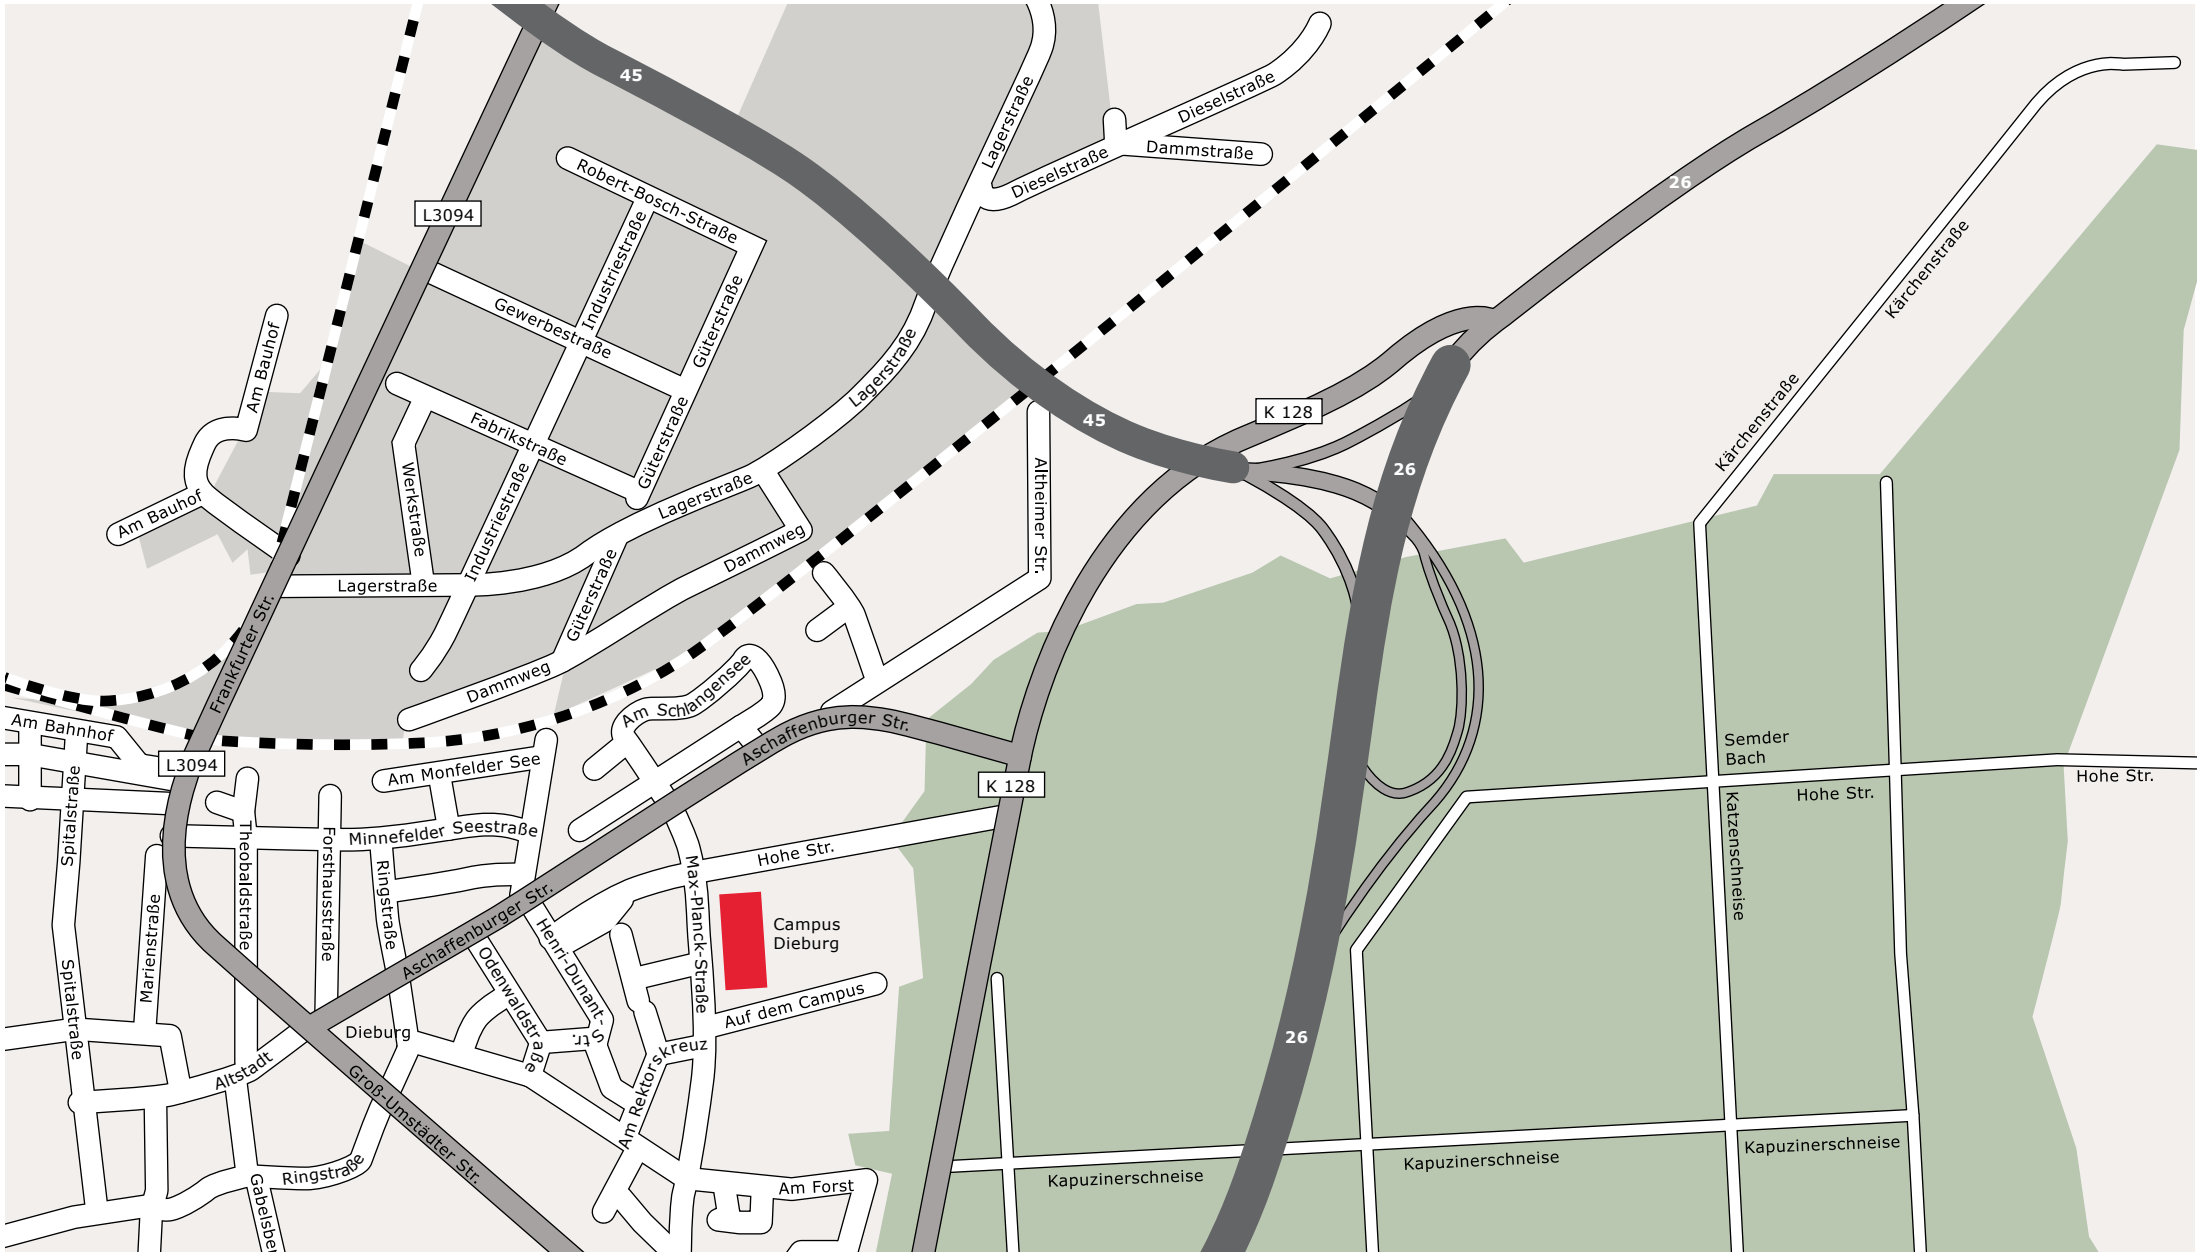 45
Lagerstraße
Dieselstraße
Dammstraße
Dieselstraße
Robert-Bosch-Straße
26
L3094
Industriestraße
Kärchenstraße
Gewerbestraße
Güterstraße
Am Bauhof
Lagerstraße
Kärchenstraße
K 128
45
Fabrikstraße
Güterstraße
26
Am Bauhof
Werkstraße
Industriestraße
Lagerstraße
Altheimer Str.
Dammweg
Lagerstraße
Güterstraße
Frankfurter Str.
Dammweg
Am Schlangensee
Am Bahnhof
Aschaffenburger Str.
L3094
Am Monfelder See
K 128
Semder
Bach
Hohe Str.
Hohe Str.
Spitalstraße
Theobaldstraße
Forsthausstraße
Minnefelder Seestraße
Ringstraße
Hohe Str.
Max-Planck-Straße
Katzenschneise
Marienstraße
Aschaffenburger Str.
Henri-Dunant-Str.
Campus
Dieburg
Odenwaldstraße
Spitalstraße
Auf dem Campus
Dieburg
Am Rektorskreuz
26
Altstadt
Groß-Umstädter Str.
Ringstraße
Gabelsber
Am Forst
Kapuzinerschneise
Kapuzinerschneise
Kapuzinerschneise